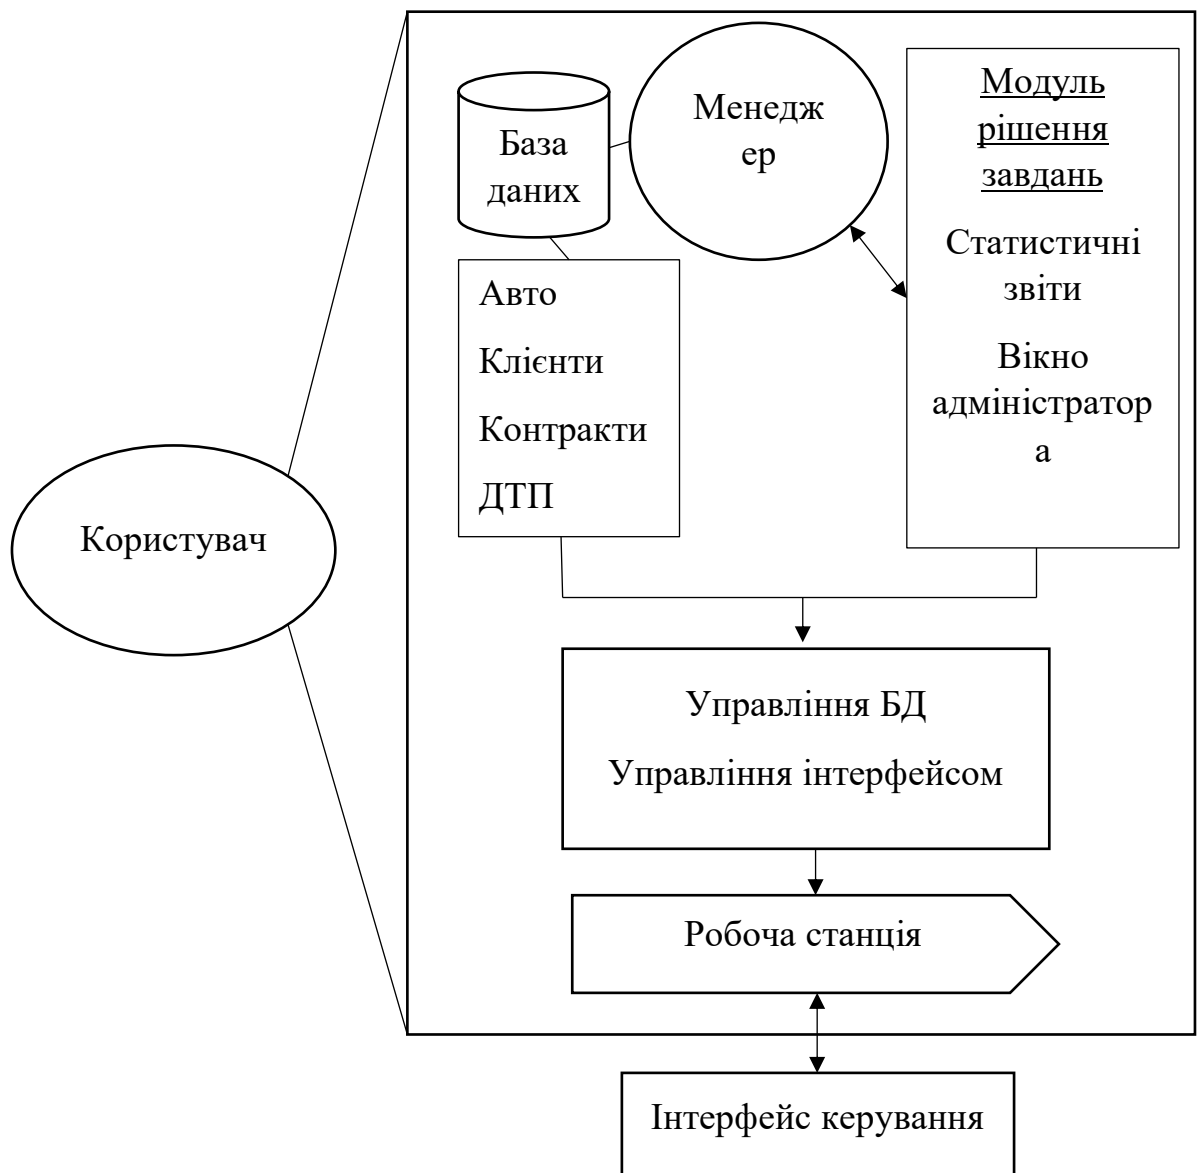 База
даних
Менедж
ер
Модуль
рішення
завдань
Статистичні
звіти
Вікно
адміністратор
а
Авто
Клієнти
Контракти
ДТП
Користувач
Управління БД
Управління інтерфейсом
Робоча станція
Інтерфейс керування